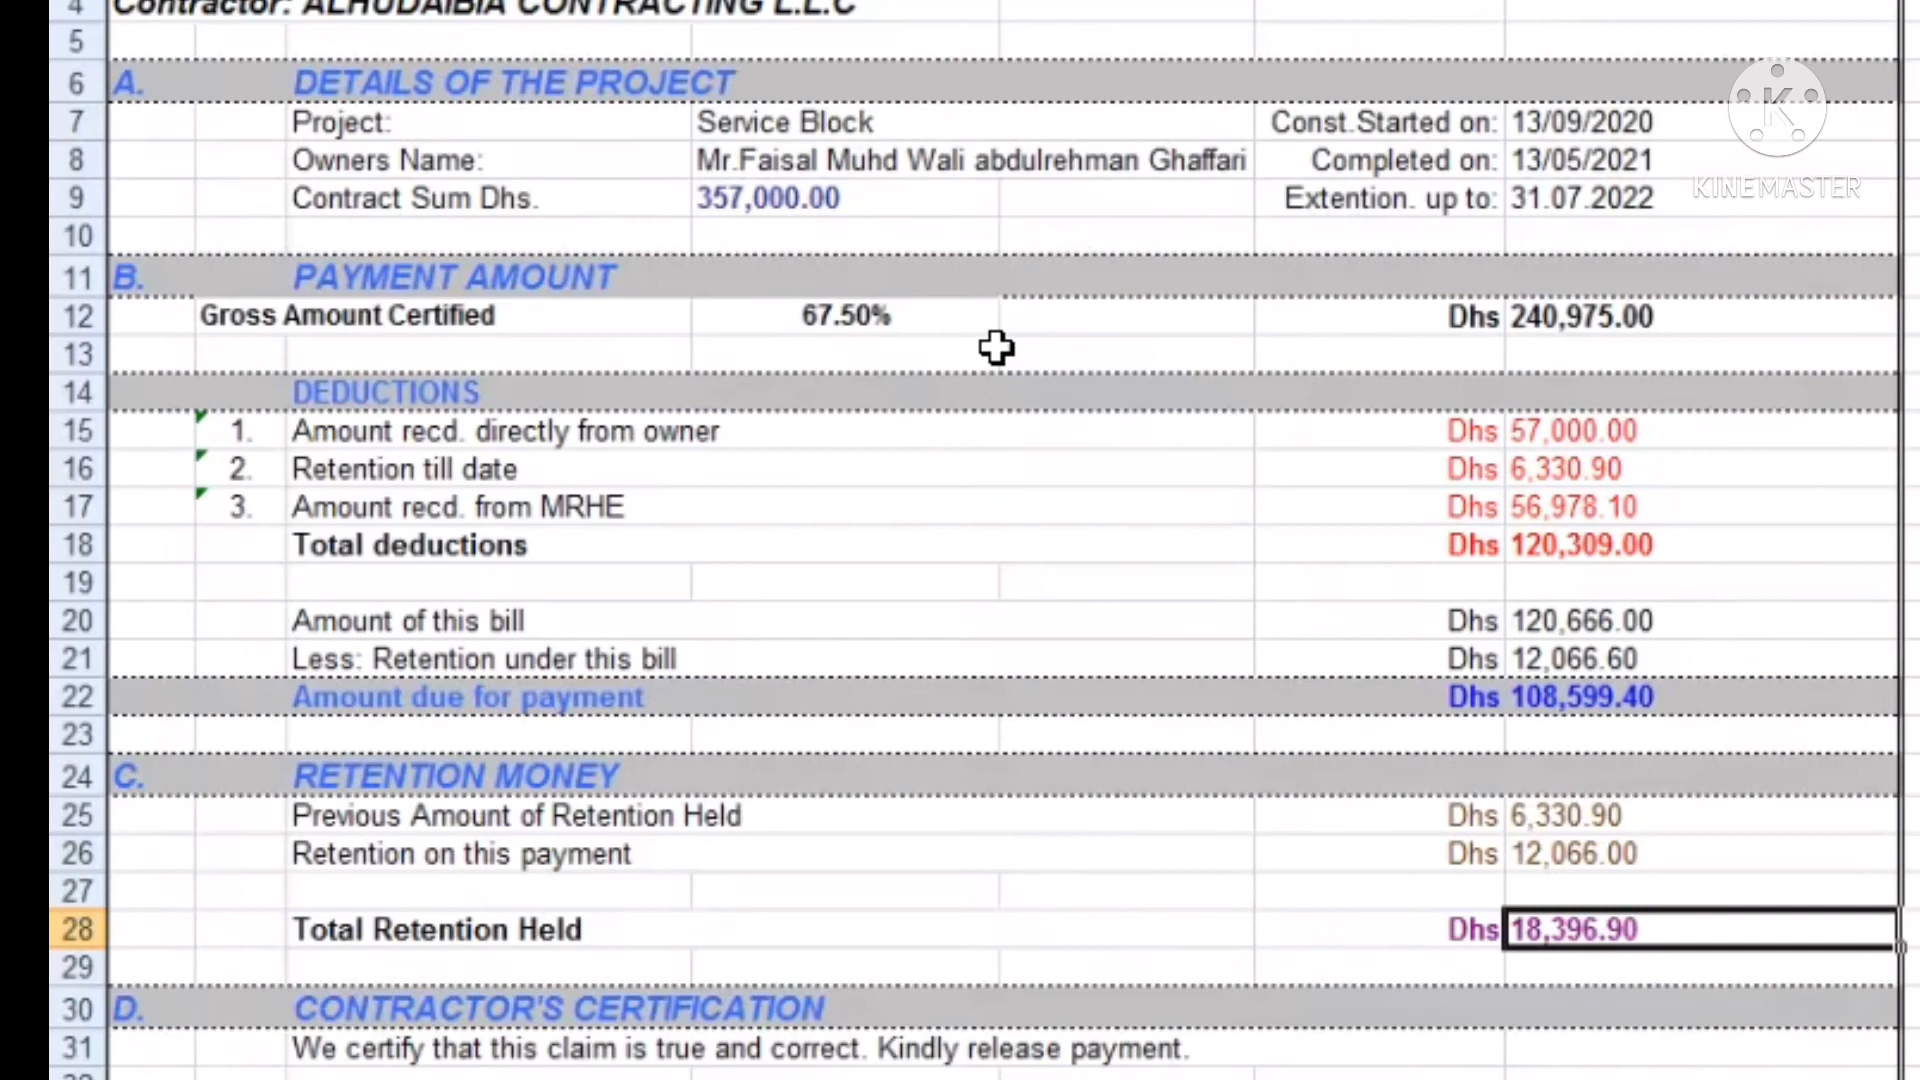 4 Contractor: ALHUDAIBIA CONTRACTING L.L.C
5
6 A. DETAILS OF THE PROJECT
7 Project: Service Block Const.Started on: 13/09/2020
8 Owners Name: Mr.Faisal Muhd Wali abdulrehman Ghaffari Completed on: 13/05/2021
9 Contract Sum Dhs. 357,000.00 Extention. up to: 31.07.2022
K
KINEMASTER
10
11 B. PAYMENT AMOUNT
12 Gross Amount Certified 67.50% Dhs 240,975.00
13
14 DEDUCTIONS
15 1. Amount recd. directly from owner Dhs 57,000.00
16 2. Retention till date Dhs 6,330.90
17 3. Amount recd. from MRHE Dhs 56,978.10
18 Total deductions Dhs 120,309.00
19
20 Amount of this bill Dhs 120,666.00
21 Less: Retention under this bill Dhs 12,066.60
22 Amount due for payment Dhs 108,599.40
23
24 C. RETENTION MONEY
25 Previous Amount of Retention Held Dhs 6,330.90
26 Retention on this payment Dhs 12,066.00
27
28 Total Retention Held Dhs 18,396.90
29
30 D. CONTRACTOR'S CERTIFICATION
31 We certify that this claim is true and correct. Kindly release payment.